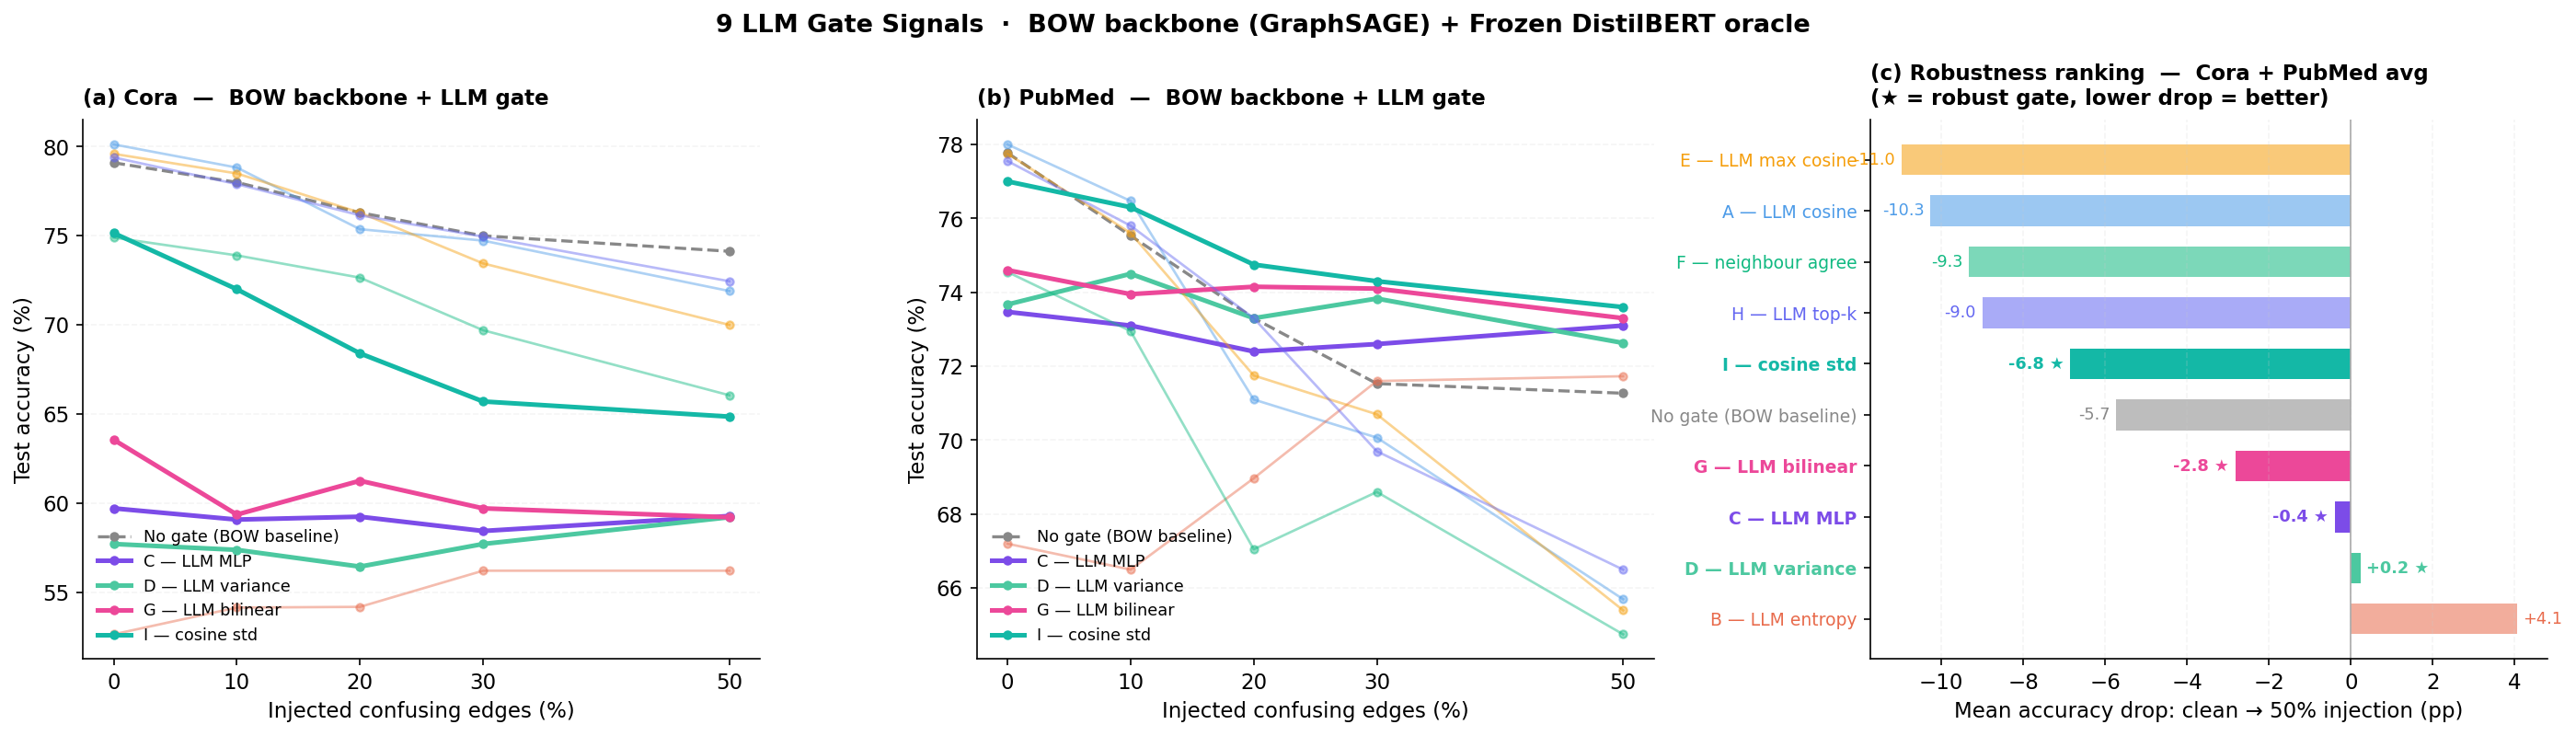 9 LLM Gate Signals · BOW backbone (GraphSAGE) + Frozen DistilBERT oracle
(a) Cora — BOW backbone + LLM gate
80
75
70
65
60
55
Test accuracy (%)
No gate (BOW baseline)
C — LLM MLP
D — LLM variance
G — LLM bilinear
I — cosine std
0 10 20 30 50
Injected confusing edges (%)
(b) PubMed — BOW backbone + LLM gate
78
76
74
72
70
68
66
Test accuracy (%)
No gate (BOW baseline)
C — LLM MLP
D — LLM variance
G — LLM bilinear
I — cosine std
0 10 20 30 50
Injected confusing edges (%)
(c) Robustness ranking — Cora + PubMed avg
(★ = robust gate, lower drop = better)
E — LLM max cosine -11.0
A — LLM cosine -10.3
F — neighbour agree -9.3
H — LLM top-k -9.0
I — cosine std -6.8 ★
No gate (BOW baseline) -5.7
G — LLM bilinear -2.8 ★
C — LLM MLP -0.4 ★
D — LLM variance +0.2 ★
B — LLM entropy +4.1
−10 −8 −6 −4 −2 0 2 4
Mean accuracy drop: clean → 50% injection (pp)